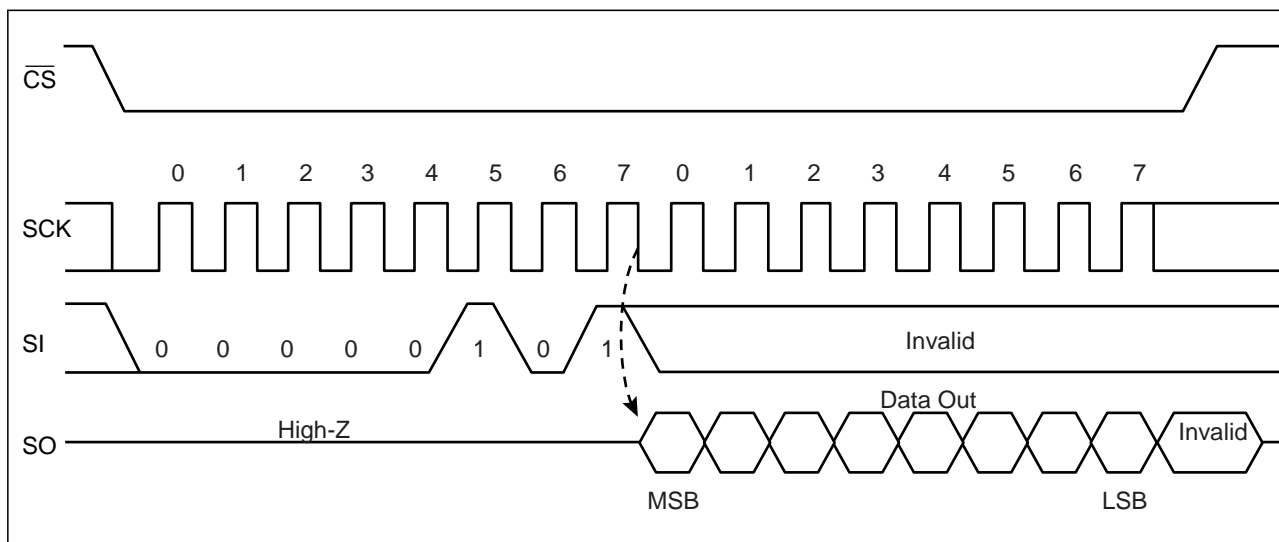 CS
0 1 2 3 4 5 6 7 0 1 2 3 4 5 6 7
SCK
SI
0 0 0 0 0 1 0 1
Invalid
Data Out
SO
High-Z
Invalid
MSB
LSB